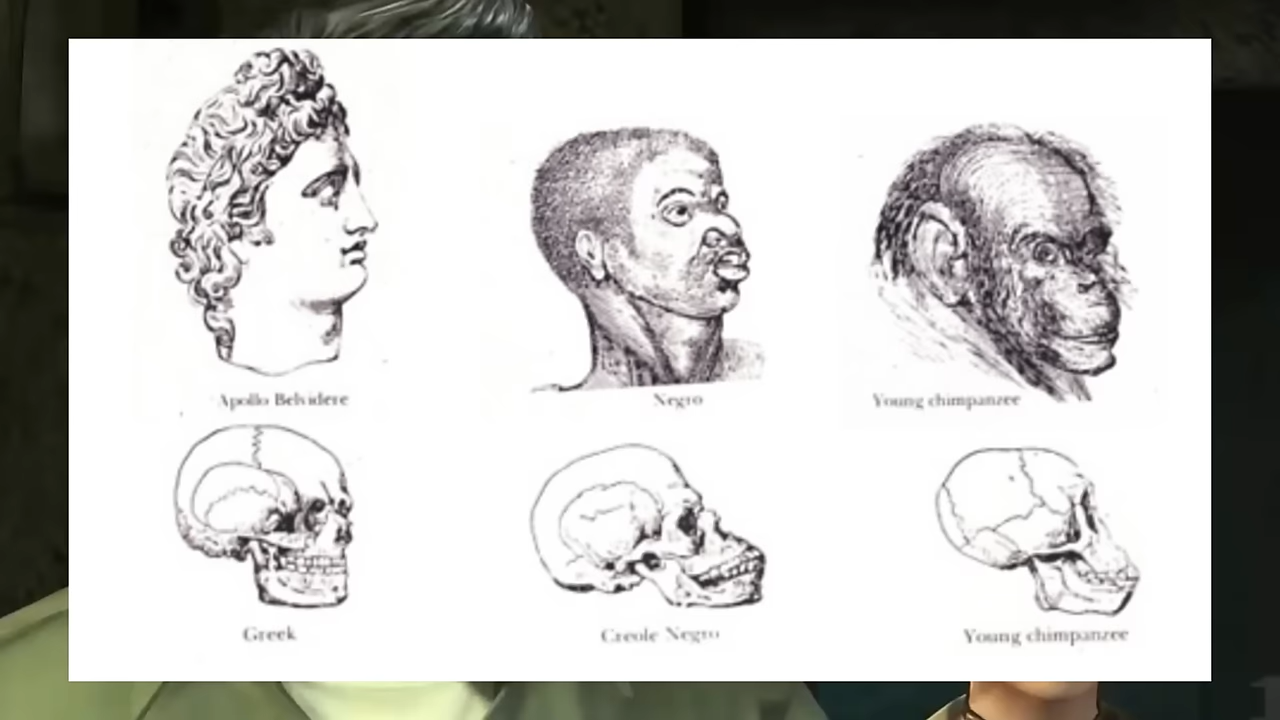 Apollo Belvidere
Negro
Young chimpanzee
Greek
Creole Negro
Young chimpanzee